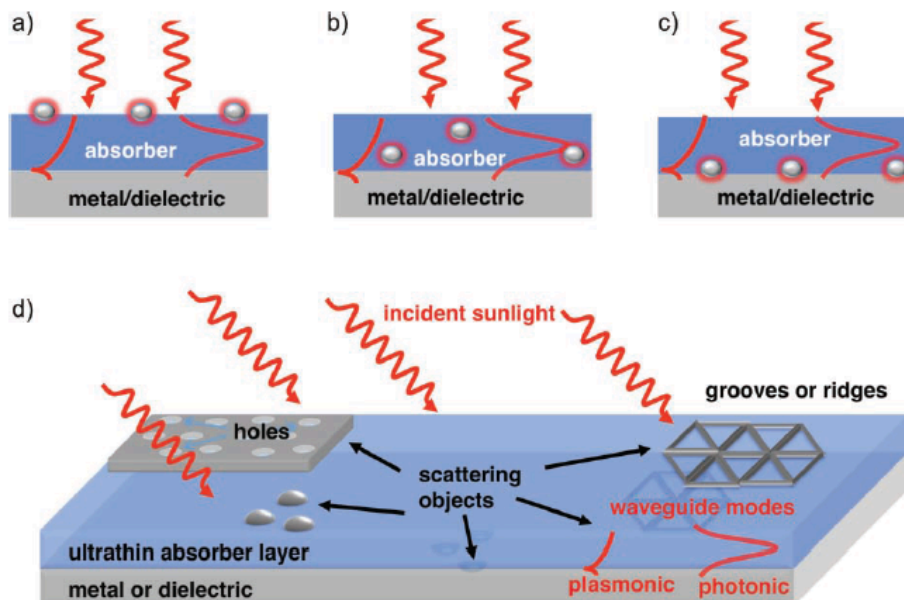 a)
b)
c)
absorber
metal/dielectric
absorber
metal/dielectric
absorber
metal/dielectric
d)
incident sunlight
grooves or ridges
holes
scattering
objects
waveguide modes
ultrathin absorber layer
plasmonic
photonic
metal or dielectric